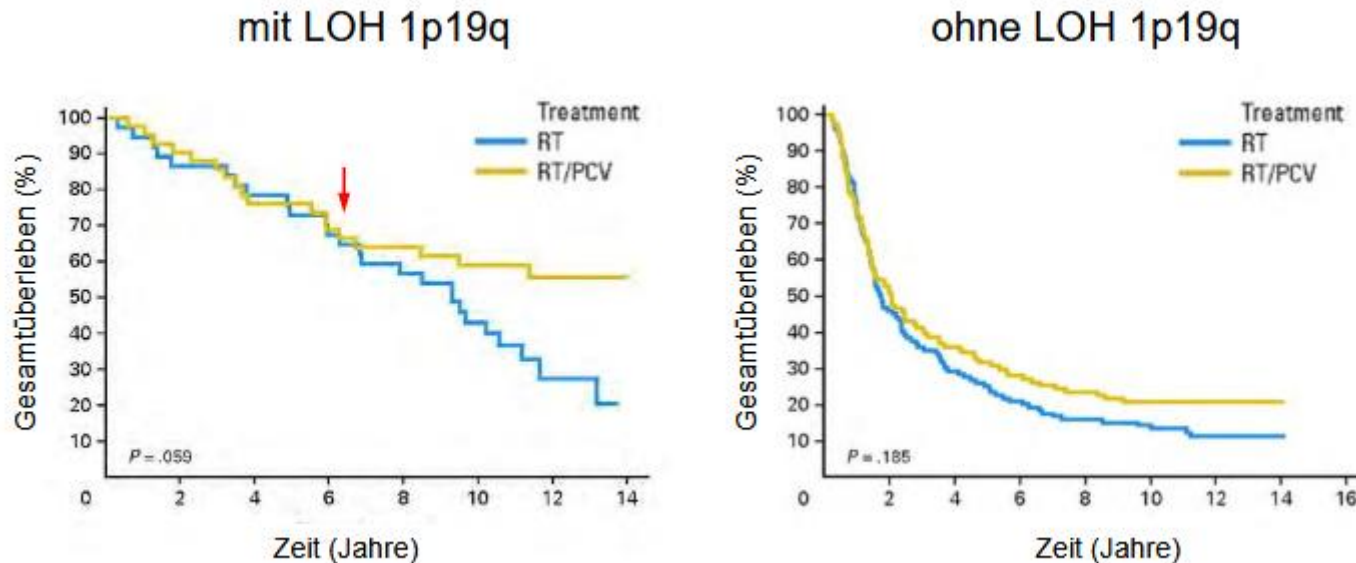 mit LOH 1p19q
Gesamtüberleben (%)
100
90
80
70
60
50
40
30
20
10
0
2
4
6
8
10
12
14
Treatment
RT
RT/PCV
P = .059
Zeit (Jahre)
ohne LOH 1p19q
Gesamtüberleben (%)
100
90
80
70
60
50
40
30
20
10
0
2
4
6
8
10
12
14
16
Treatment
RT
RT/PCV
P = .185
Zeit (Jahre)